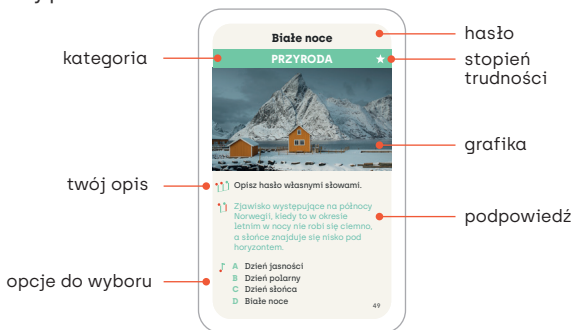 Białe noce
PRZYRODA
hasło
stopień
trudności
kategoria
grafika
twój opis
Opisz hasło własnymi słowami.
Zjawisko występujące na północy
Norwegii, kiedy to w okresie
letnim w nocy nie robi się ciemno,
a słońce znajduje się nisko pod
horyzontem.
podpowiedź
opcje do wyboru
A Dzień jasności
B Dzień polarny
C Dzień słońca
D Białe noce
49